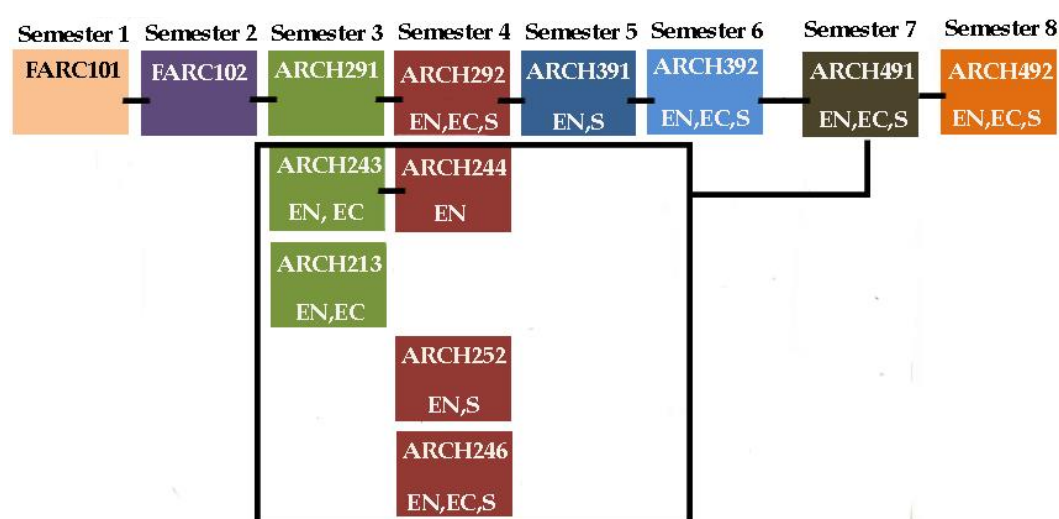 Semester 1 Semester 2 Semester 3 Semester 4 Semester 5 Semester 6 Semester 7 Semester 8
FARC101 FARC102 ARCH291 ARCH292 ARCH391 ARCH392 ARCH491 ARCH492
EN,EC,S EN,S EN,EC,S EN,EC,S EN,EC,S
ARCH243 ARCH244
EN, EC EN
ARCH213
EN,EC
ARCH252
EN,S
ARCH246
EN,EC,S